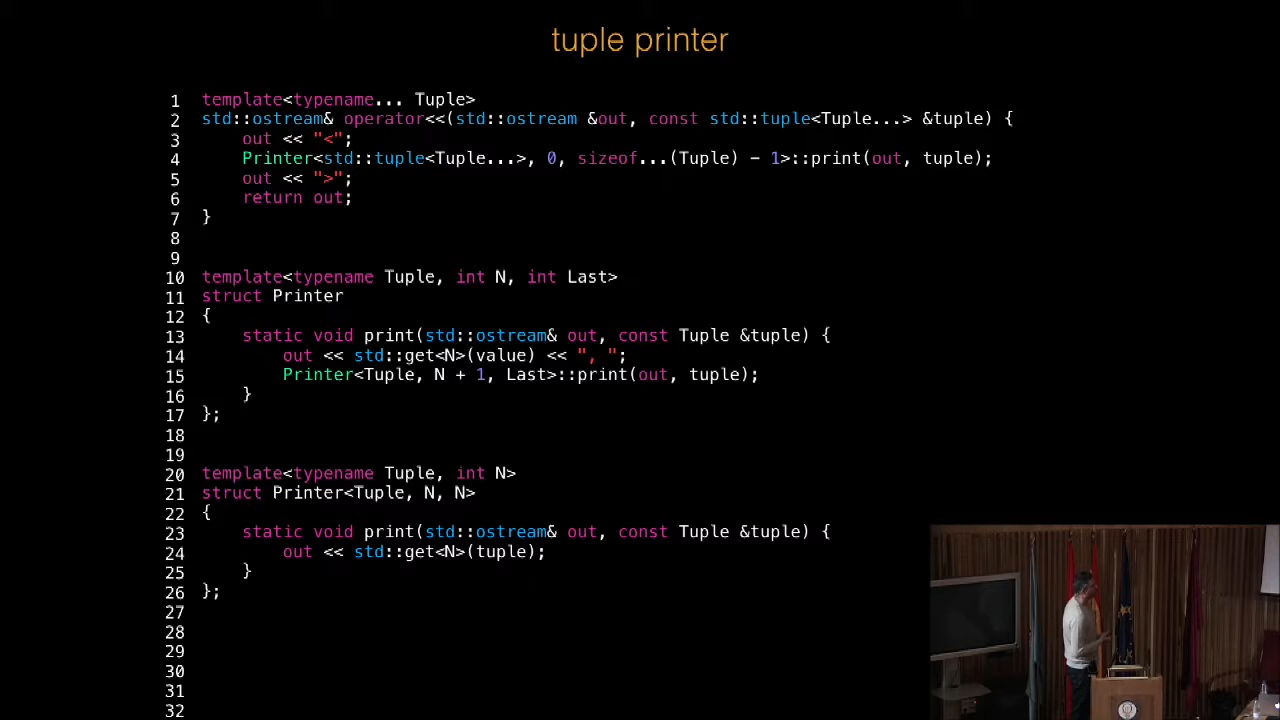 tuple printer
1 template<typename... Tuple>
2 std::ostream& operator<<(std::ostream &out, const std::tuple<Tuple...> &tuple) {
3 out << "<";
4 Printer<std::tuple<Tuple...>, 0, sizeof...(Tuple) - 1>::print(out, tuple);
5 out << ">";
6 return out;
7 }
8
9
10 template<typename Tuple, int N, int Last>
11 struct Printer
12 {
13 static void print(std::ostream& out, const Tuple &tuple) {
14 out << std::get<N>(value) << ", ";
15 Printer<Tuple, N + 1, Last>::print(out, tuple);
16 }
17 };
18
19
20 template<typename Tuple, int N>
21 struct Printer<Tuple, N, N>
22 {
23 static void print(std::ostream& out, const Tuple &tuple) {
24 out << std::get<N>(tuple);
25 }
26 };
27
28
29
30
31
32